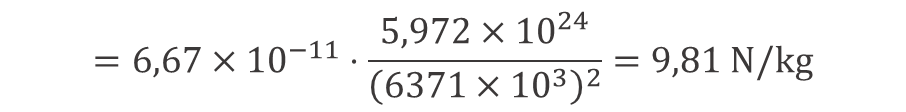 = 6,67 × 10⁻¹¹ · 5,972 × 10²⁴ / (6371 × 10³)² = 9,81 N/kg